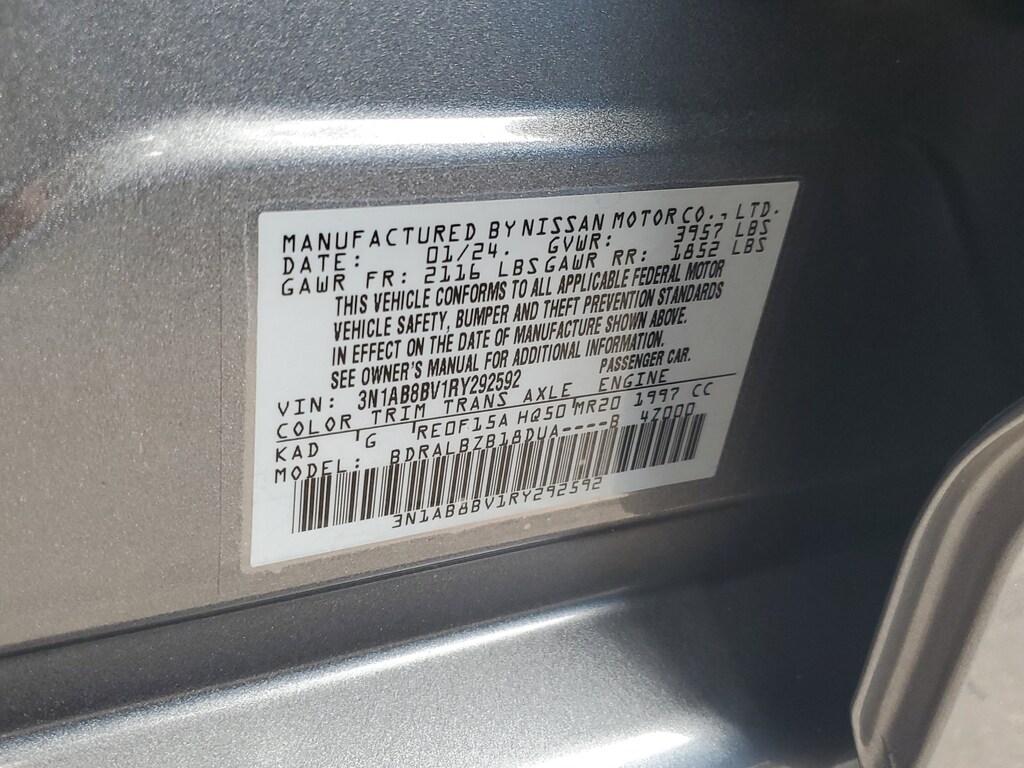 MANUFACTURED BY NISSAN MOTOR CO., LTD.
DATE: 01/24. GVWR: 3957 LBS
GAWR FR: 2116 LBS GAWR RR: 1852 LBS
THIS VEHICLE CONFORMS TO ALL APPLICABLE FEDERAL MOTOR
VEHICLE SAFETY, BUMPER AND THEFT PREVENTION STANDARDS
IN EFFECT ON THE DATE OF MANUFACTURE SHOWN ABOVE.
SEE OWNER'S MANUAL FOR ADDITIONAL INFORMATION.
VIN: 3N1AB8BV1RY292592 PASSENGER CAR.
COLOR TRIM TRANS AXLE ENGINE
KAD G RE0F15A HQ50 MR20 1997 CC
MODEL: BDRALBZB18DUA----B 47000
3N1AB8BV1RY292592